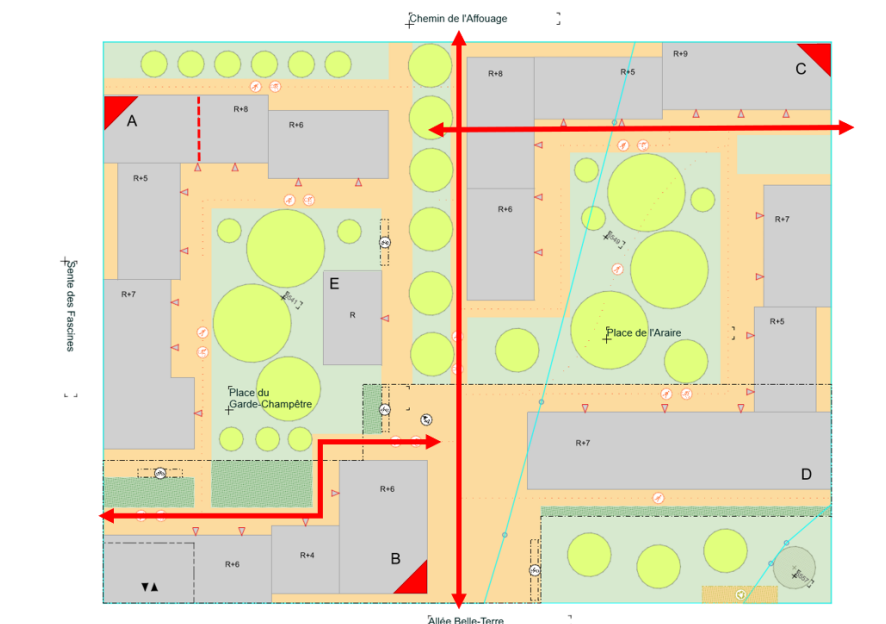 Chemin de l'Affouage
R+9
C
R+8
R+5
A
R+8
R+6
R+5
R+6
R+7
Sente des Fascines
E
R+7
R
R+5
Place de l'Araire
Place du
Garde-Champêtre
R+7
D
R+6
B
R+4
R+6
Allée Belle-Terre